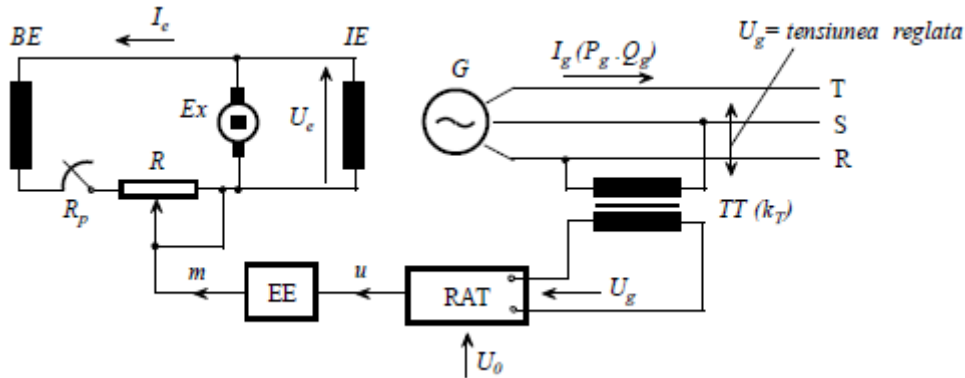 BE
I_e
IE
Ex
U_e
R
R_p
G
I_g (P_g . Q_g)
U_g= tensiunea reglata
T
S
R
TT (k_T)
m
EE
u
RAT
U_g
U_0